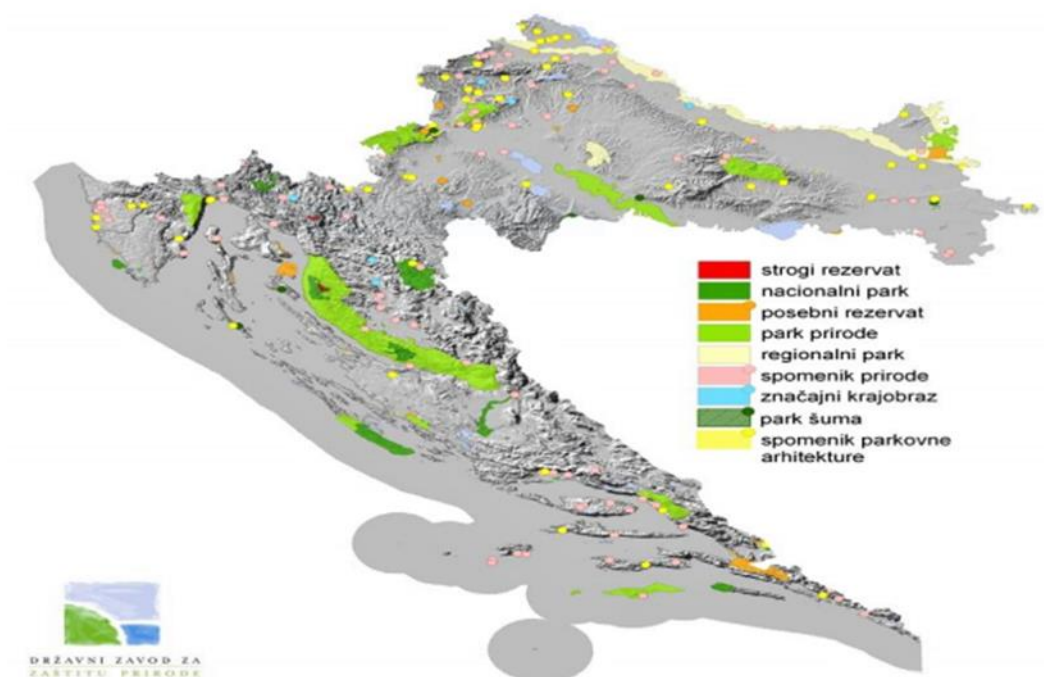 strogi rezervat
nacionalni park
posebni rezervat
park prirode
regionalni park
spomenik prirode
značajni krajobraz
park šuma
spomenik parkovne
arhitekture
DRŽAVNI ZAVOD ZA
ZAŠTITU PRIRODE